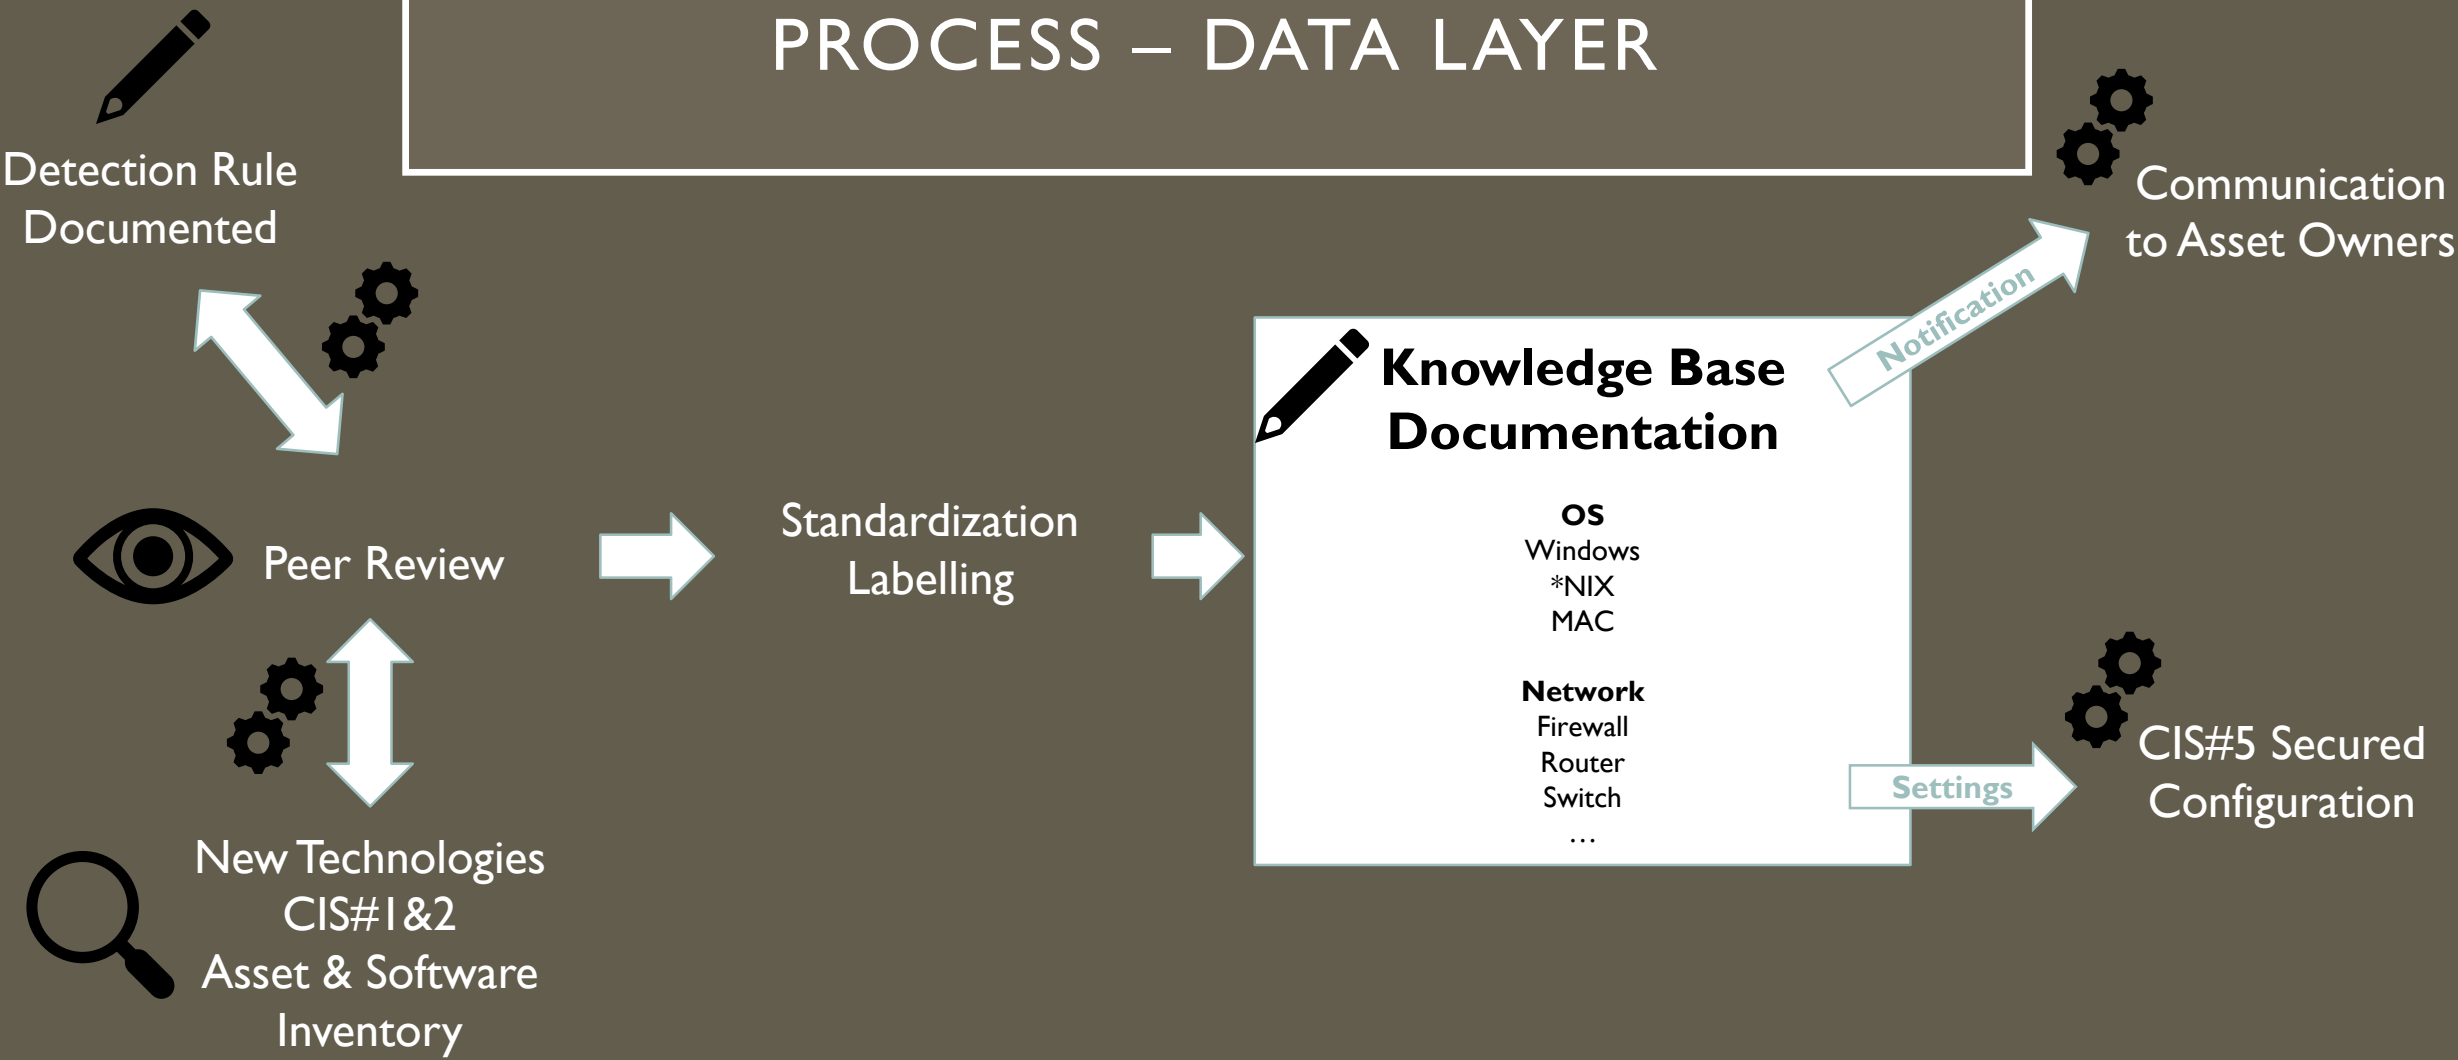 PROCESS – DATA LAYER
Detection Rule
Documented
Peer Review
New Technologies
CIS#1&2
Asset & Software
Inventory
Standardization
Labelling
Knowledge Base
Documentation
OS
Windows
*NIX
MAC
Network
Firewall
Router
Switch
…
Notification
Communication
to Asset Owners
Settings
CIS#5 Secured
Configuration